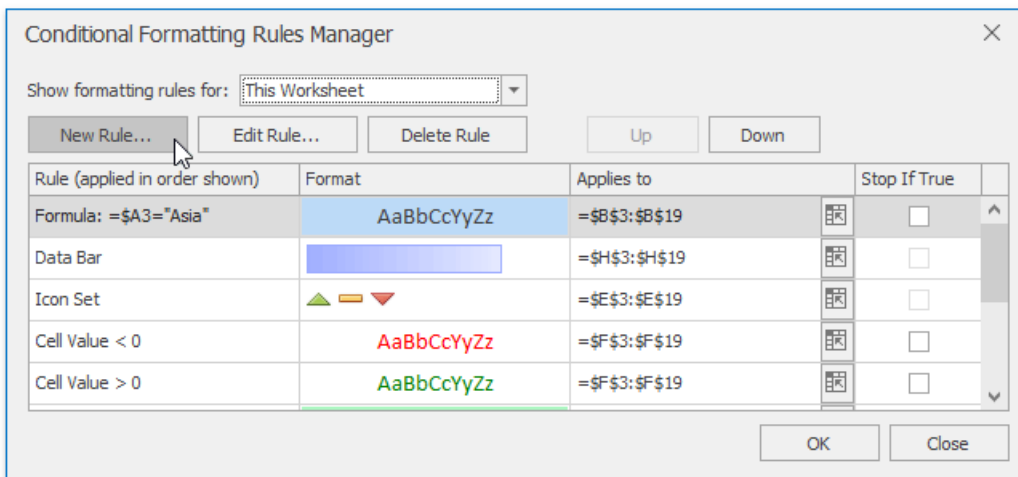 Conditional Formatting Rules Manager
Show formatting rules for: This Worksheet
New Rule... Edit Rule... Delete Rule Up Down
Rule (applied in order shown) Format Applies to Stop If True
Formula: =$A3="Asia" AaBbCcYyZz =$B$3:$B$19
Data Bar =$H$3:$H$19
Icon Set =$E$3:$E$19
Cell Value < 0 AaBbCcYyZz =$F$3:$F$19
Cell Value > 0 AaBbCcYyZz =$F$3:$F$19
OK Close